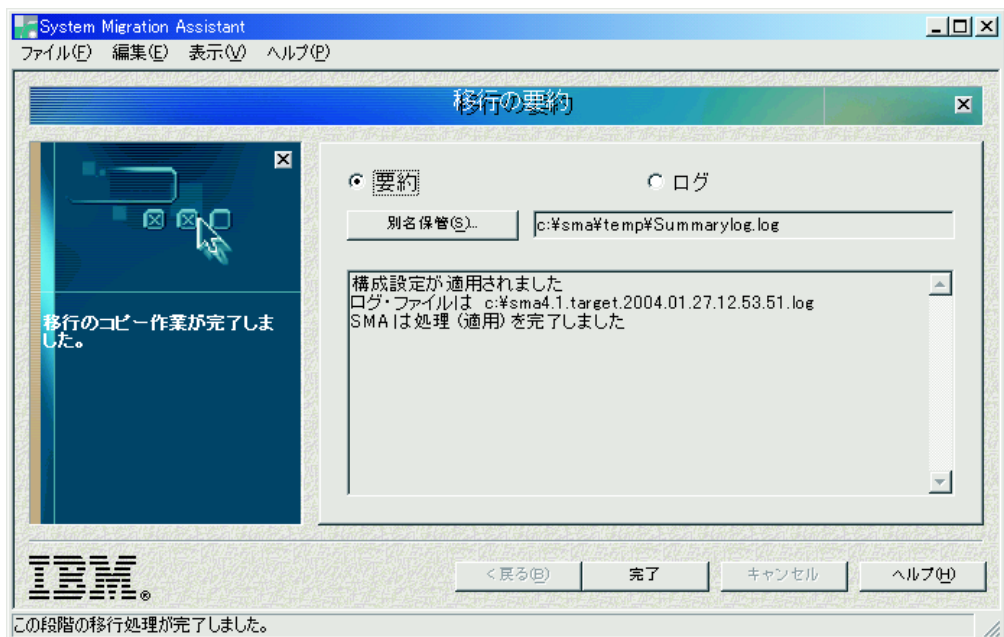 System Migration Assistant
ファイル(F) 編集(E) 表示(V) ヘルプ(P)
移行の要約
要約 ログ
別名保管(S)... c:¥sma¥temp¥Summarylog.log
移行のコピー作業が完了しま
した。
構成設定が適用されました
ログ・ファイルは c:¥sma4.1.target.2004.01.27.12.53.51.log
SMA は処理 (適用) を完了しました
IBM®
< 戻る(B) 完了 キャンセル ヘルプ(H)
この段階の移行処理が完了しました。